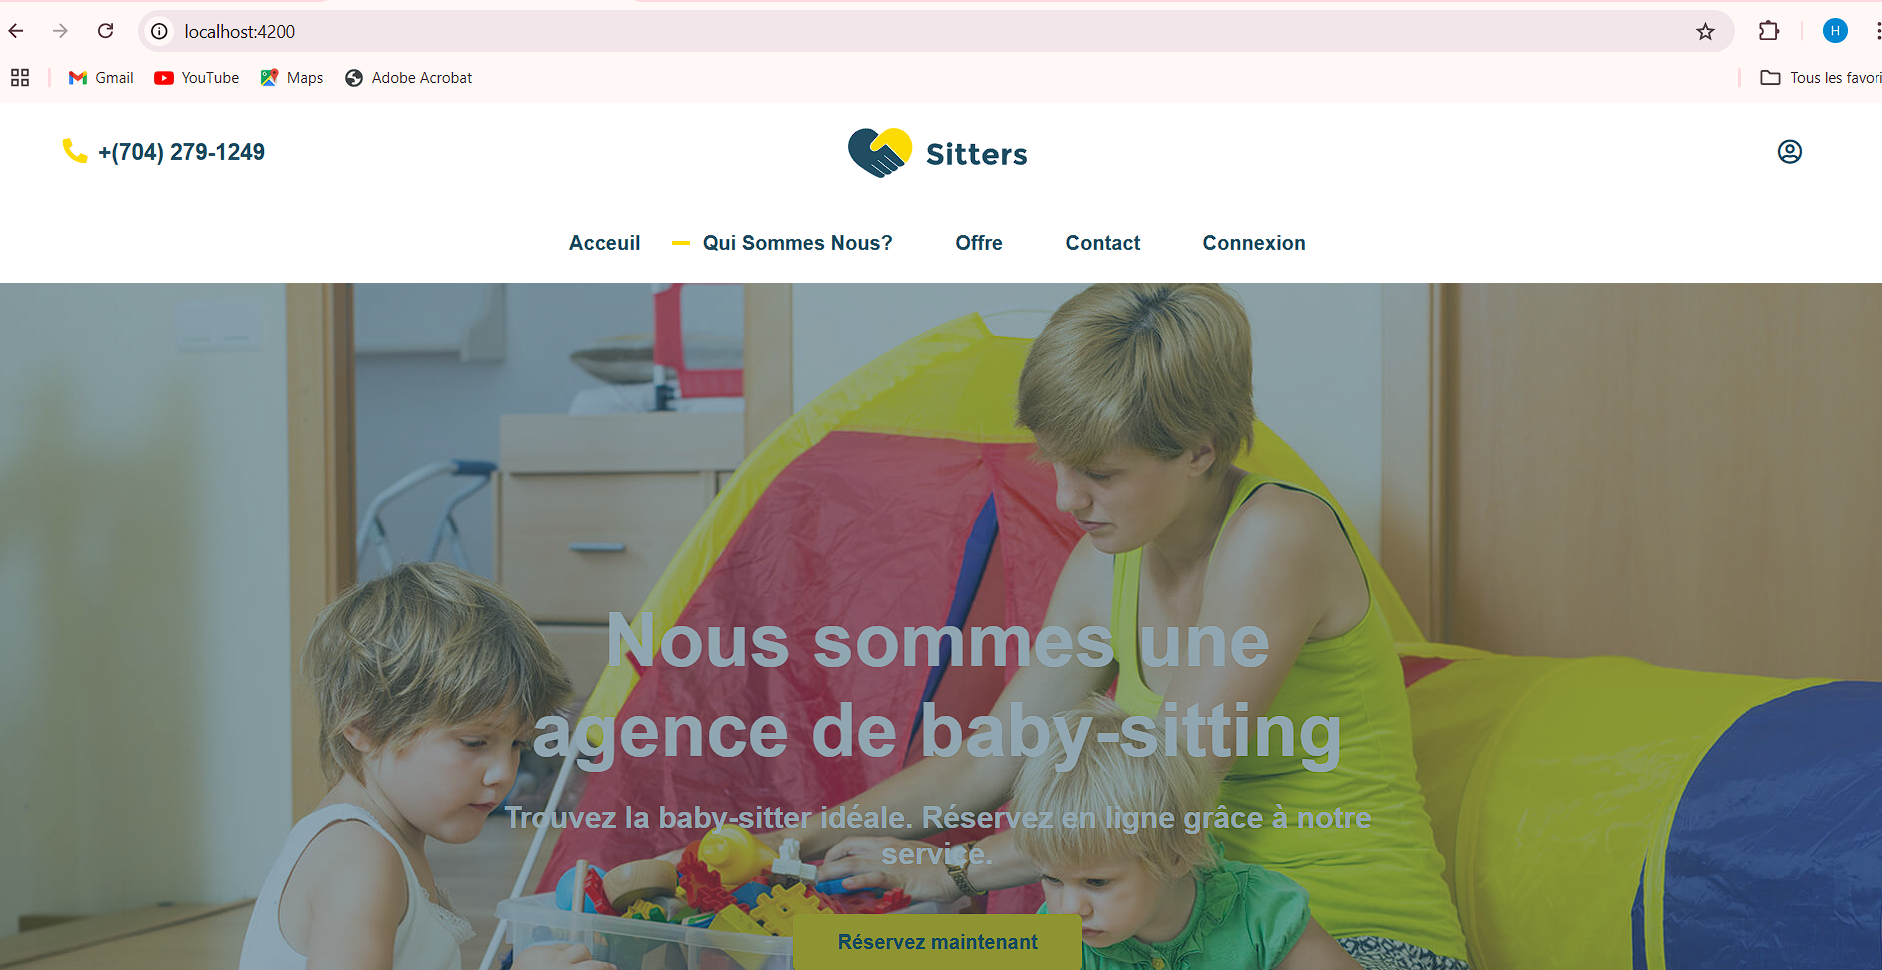 localhost:4200
H
Gmail
YouTube
Maps
Adobe Acrobat
Tous les favori
+(704) 279-1249
Sitters
Acceuil
Qui Sommes Nous?
Offre
Contact
Connexion
Nous sommes une
agence de baby-sitting
Trouvez la baby-sitter idéale. Réservez en ligne grâce à notre
service.
Réservez maintenant